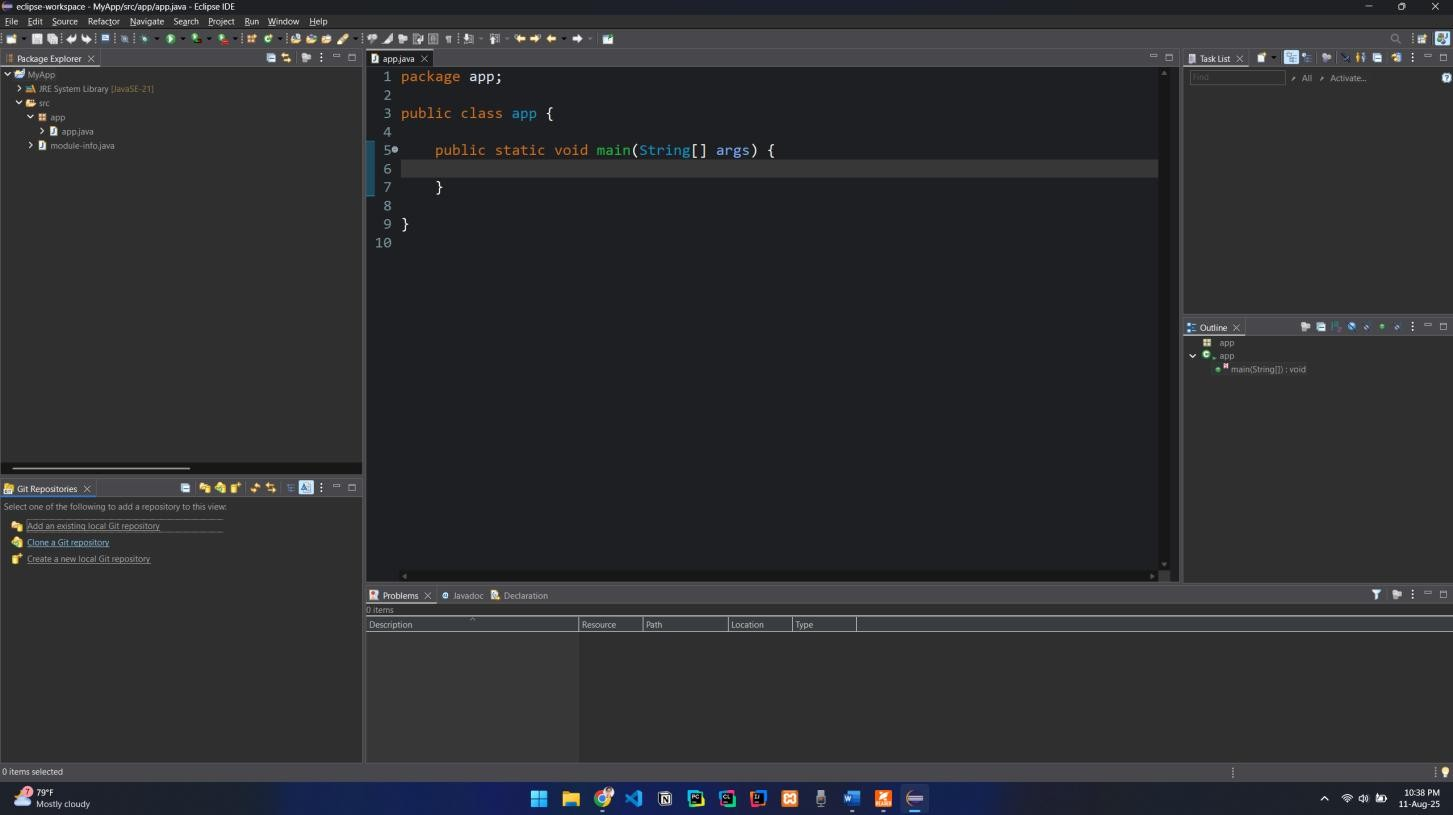 eclipse-workspace - MyApp/src/app/app.java - Eclipse IDE
File Edit Source Refactor Navigate Search Project Run Window Help
Package Explorer
MyApp
JRE System Library [JavaSE-21]
src
app
app.java
module-info.java
Git Repositories
Select one of the following to add a repository to this view:
Add an existing local Git repository
Clone a Git repository
Create a new local Git repository
app.java
1 package app;
2
3 public class app {
4
5 public static void main(String[] args) {
6
7 }
8
9 }
10
Problems Javadoc Declaration
0 items
Description Resource Path Location Type
Task List
Find All Activate...
Outline
app
app
main(String[]) : void
0 items selected
79°F
Mostly cloudy
10:38 PM
11-Aug-25